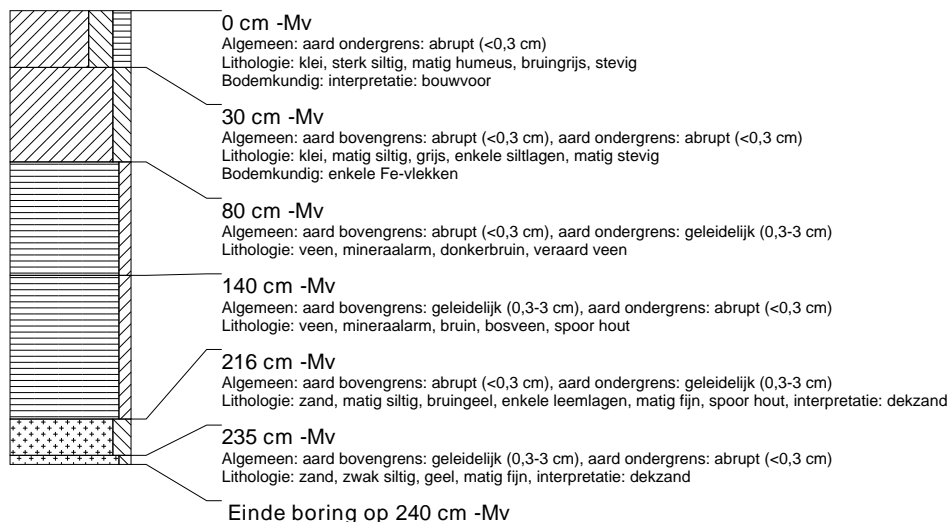 0 cm -Mv
Algemeen: aard ondergrens: abrupt (<0,3 cm)
Lithologie: klei, sterk siltig, matig humeus, bruingrijs, stevig
Bodemkundig: interpretatie: bouwvoor
30 cm -Mv
Algemeen: aard bovengrens: abrupt (<0,3 cm), aard ondergrens: abrupt (<0,3 cm)
Lithologie: klei, matig siltig, grijs, enkele siltlagen, matig stevig
Bodemkundig: enkele Fe-vlekken
80 cm -Mv
Algemeen: aard bovengrens: abrupt (<0,3 cm), aard ondergrens: geleidelijk (0,3-3 cm)
Lithologie: veen, mineraalarm, donkerbruin, veraard veen
140 cm -Mv
Algemeen: aard bovengrens: geleidelijk (0,3-3 cm), aard ondergrens: abrupt (<0,3 cm)
Lithologie: veen, mineraalarm, bruin, bosveen, spoor hout
216 cm -Mv
Algemeen: aard bovengrens: abrupt (<0,3 cm), aard ondergrens: geleidelijk (0,3-3 cm)
Lithologie: zand, matig siltig, bruingeel, enkele leemlagen, matig fijn, spoor hout, interpretatie: dekzand
235 cm -Mv
Algemeen: aard bovengrens: geleidelijk (0,3-3 cm), aard ondergrens: abrupt (<0,3 cm)
Lithologie: zand, zwak siltig, geel, matig fijn, interpretatie: dekzand
Einde boring op 240 cm -Mv